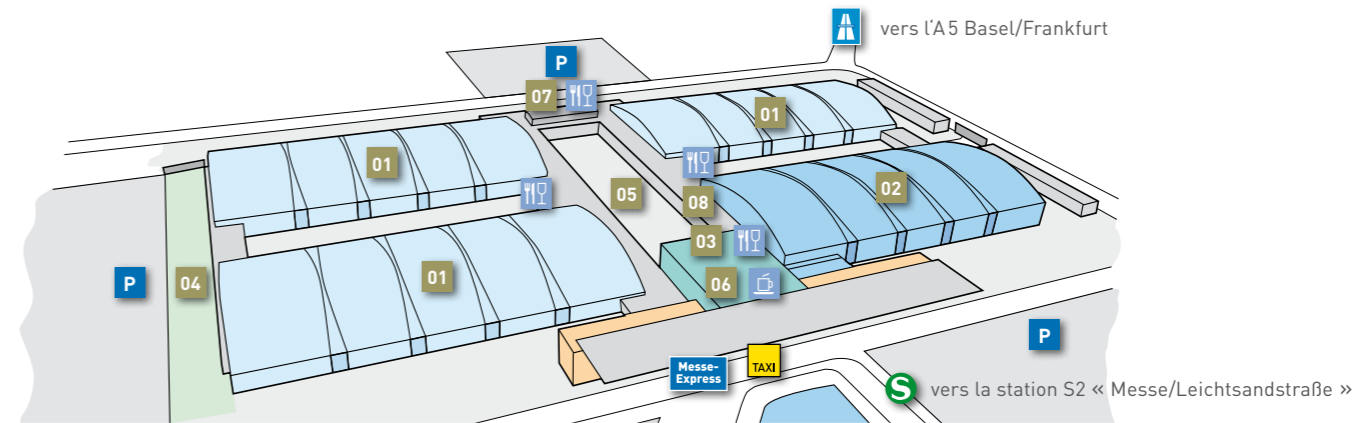 vers l'A5 Basel/Frankfurt
P
07
01
01
02
05
08
03
04
P
01
06
P
Messe-
Express
TAXI
S
vers la station S2 « Messe/Leichtsandstraße »